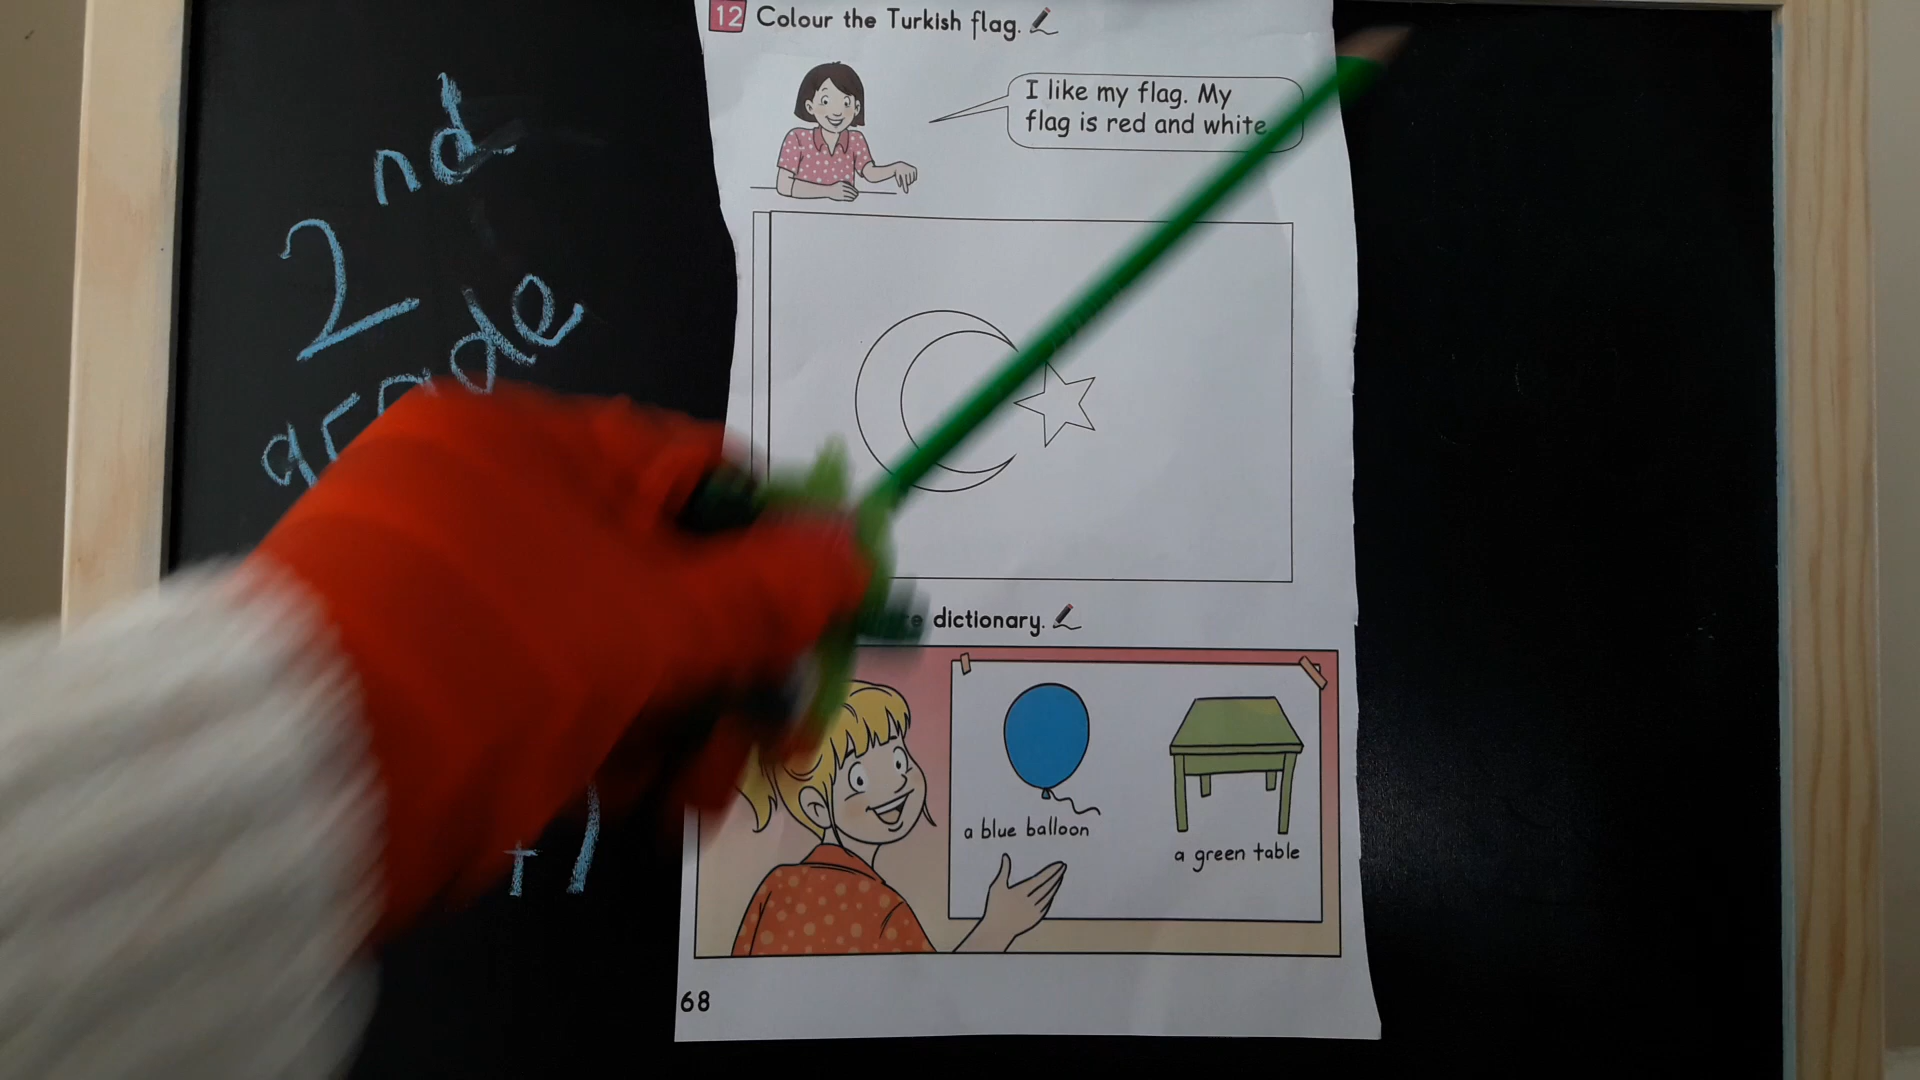 2nd
grade
12 Colour the Turkish flag.
I like my flag. My
flag is red and white
dictionary.
a blue balloon
a green table
68